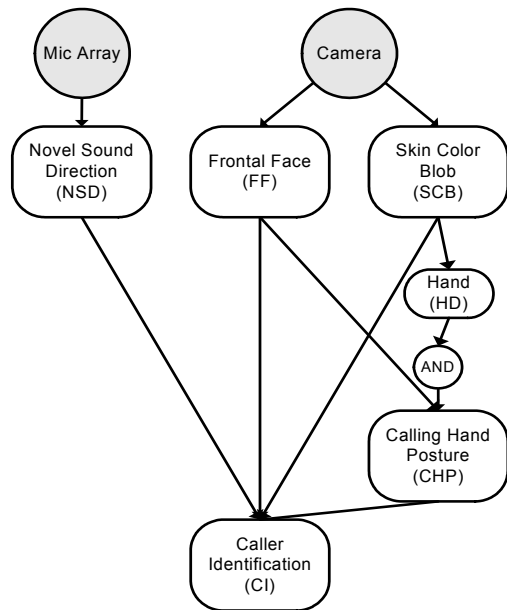 Mic Array
Camera
Novel Sound
Direction
(NSD)
Frontal Face
(FF)
Skin Color
Blob
(SCB)
Hand
(HD)
AND
Calling Hand
Posture
(CHP)
Caller
Identification
(CI)